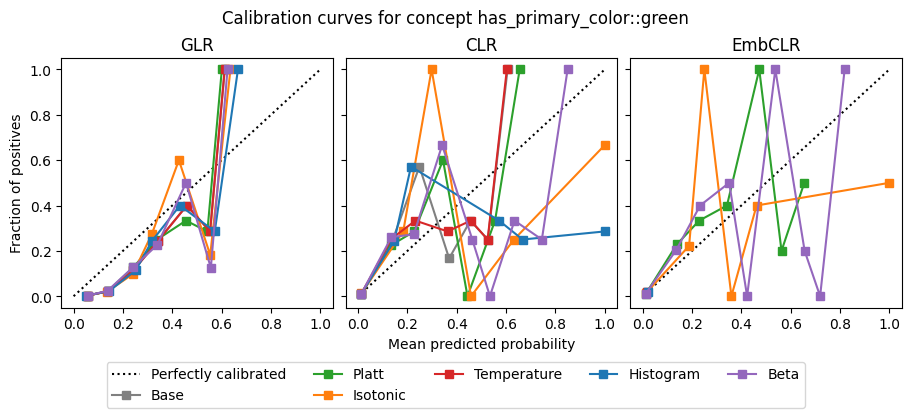 Calibration curves for concept has_primary_color::green
GLR
CLR
EmbCLR
Fraction of positives
1.0
0.8
0.6
0.4
0.2
0.0
0.0 0.2 0.4 0.6 0.8 1.0
0.0 0.2 0.4 0.6 0.8 1.0
0.0 0.2 0.4 0.6 0.8 1.0
Mean predicted probability
Perfectly calibrated
Base
Platt
Isotonic
Temperature
Histogram
Beta